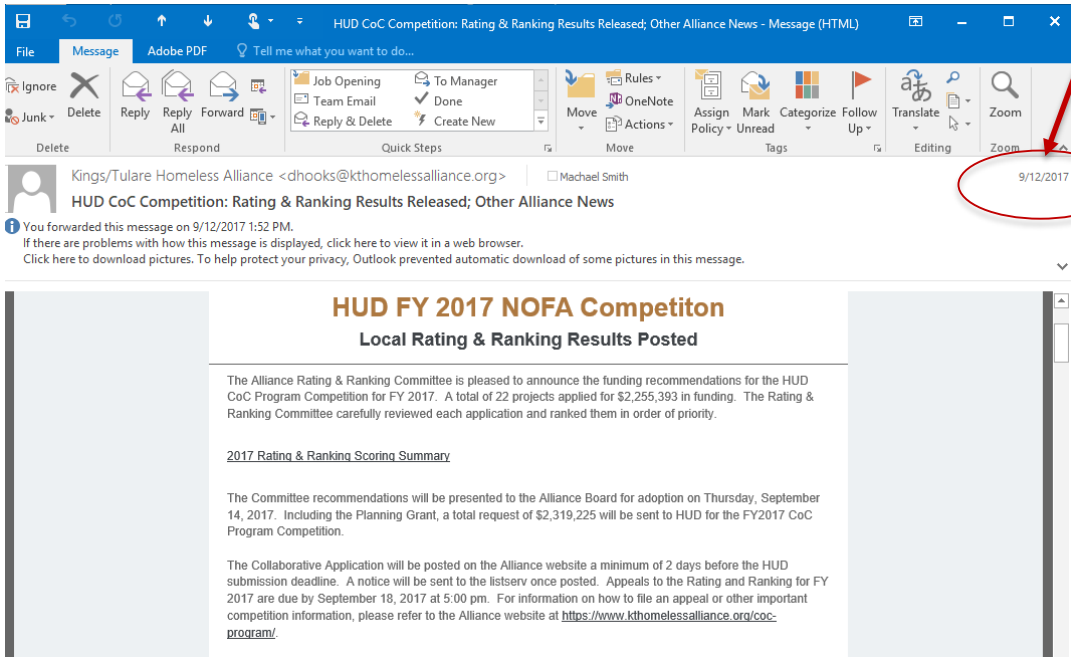 HUD CoC Competition: Rating & Ranking Results Released; Other Alliance News - Message (HTML)
File Message Adobe PDF Tell me what you want to do...
Ignore
Junk
Delete
Reply
Reply All
Forward
Job Opening
Team Email
Reply & Delete
To Manager
Done
Create New
Move
Rules
OneNote
Actions
Assign Policy
Mark Unread
Categorize
Follow Up
Translate
Zoom
Delete Respond Quick Steps Move Tags Editing Zoom
Kings/Tulare Homeless Alliance <dhooks@kthomelessalliance.org> Machael Smith 9/12/2017
HUD CoC Competition: Rating & Ranking Results Released; Other Alliance News
You forwarded this message on 9/12/2017 1:52 PM.
If there are problems with how this message is displayed, click here to view it in a web browser.
Click here to download pictures. To help protect your privacy, Outlook prevented automatic download of some pictures in this message.
HUD FY 2017 NOFA Competiton
Local Rating & Ranking Results Posted
The Alliance Rating & Ranking Committee is pleased to announce the funding recommendations for the HUD
CoC Program Competition for FY 2017. A total of 22 projects applied for $2,255,393 in funding. The Rating &
Ranking Committee carefully reviewed each application and ranked them in order of priority.
2017 Rating & Ranking Scoring Summary
The Committee recommendations will be presented to the Alliance Board for adoption on Thursday, September
14, 2017. Including the Planning Grant, a total request of $2,319,225 will be sent to HUD for the FY2017 CoC
Program Competition.
The Collaborative Application will be posted on the Alliance website a minimum of 2 days before the HUD
submission deadline. A notice will be sent to the listserv once posted. Appeals to the Rating and Ranking for FY
2017 are due by September 18, 2017 at 5:00 pm. For information on how to file an appeal or other important
competition information, please refer to the Alliance website at https://www.kthomelessalliance.org/coc-
program/.